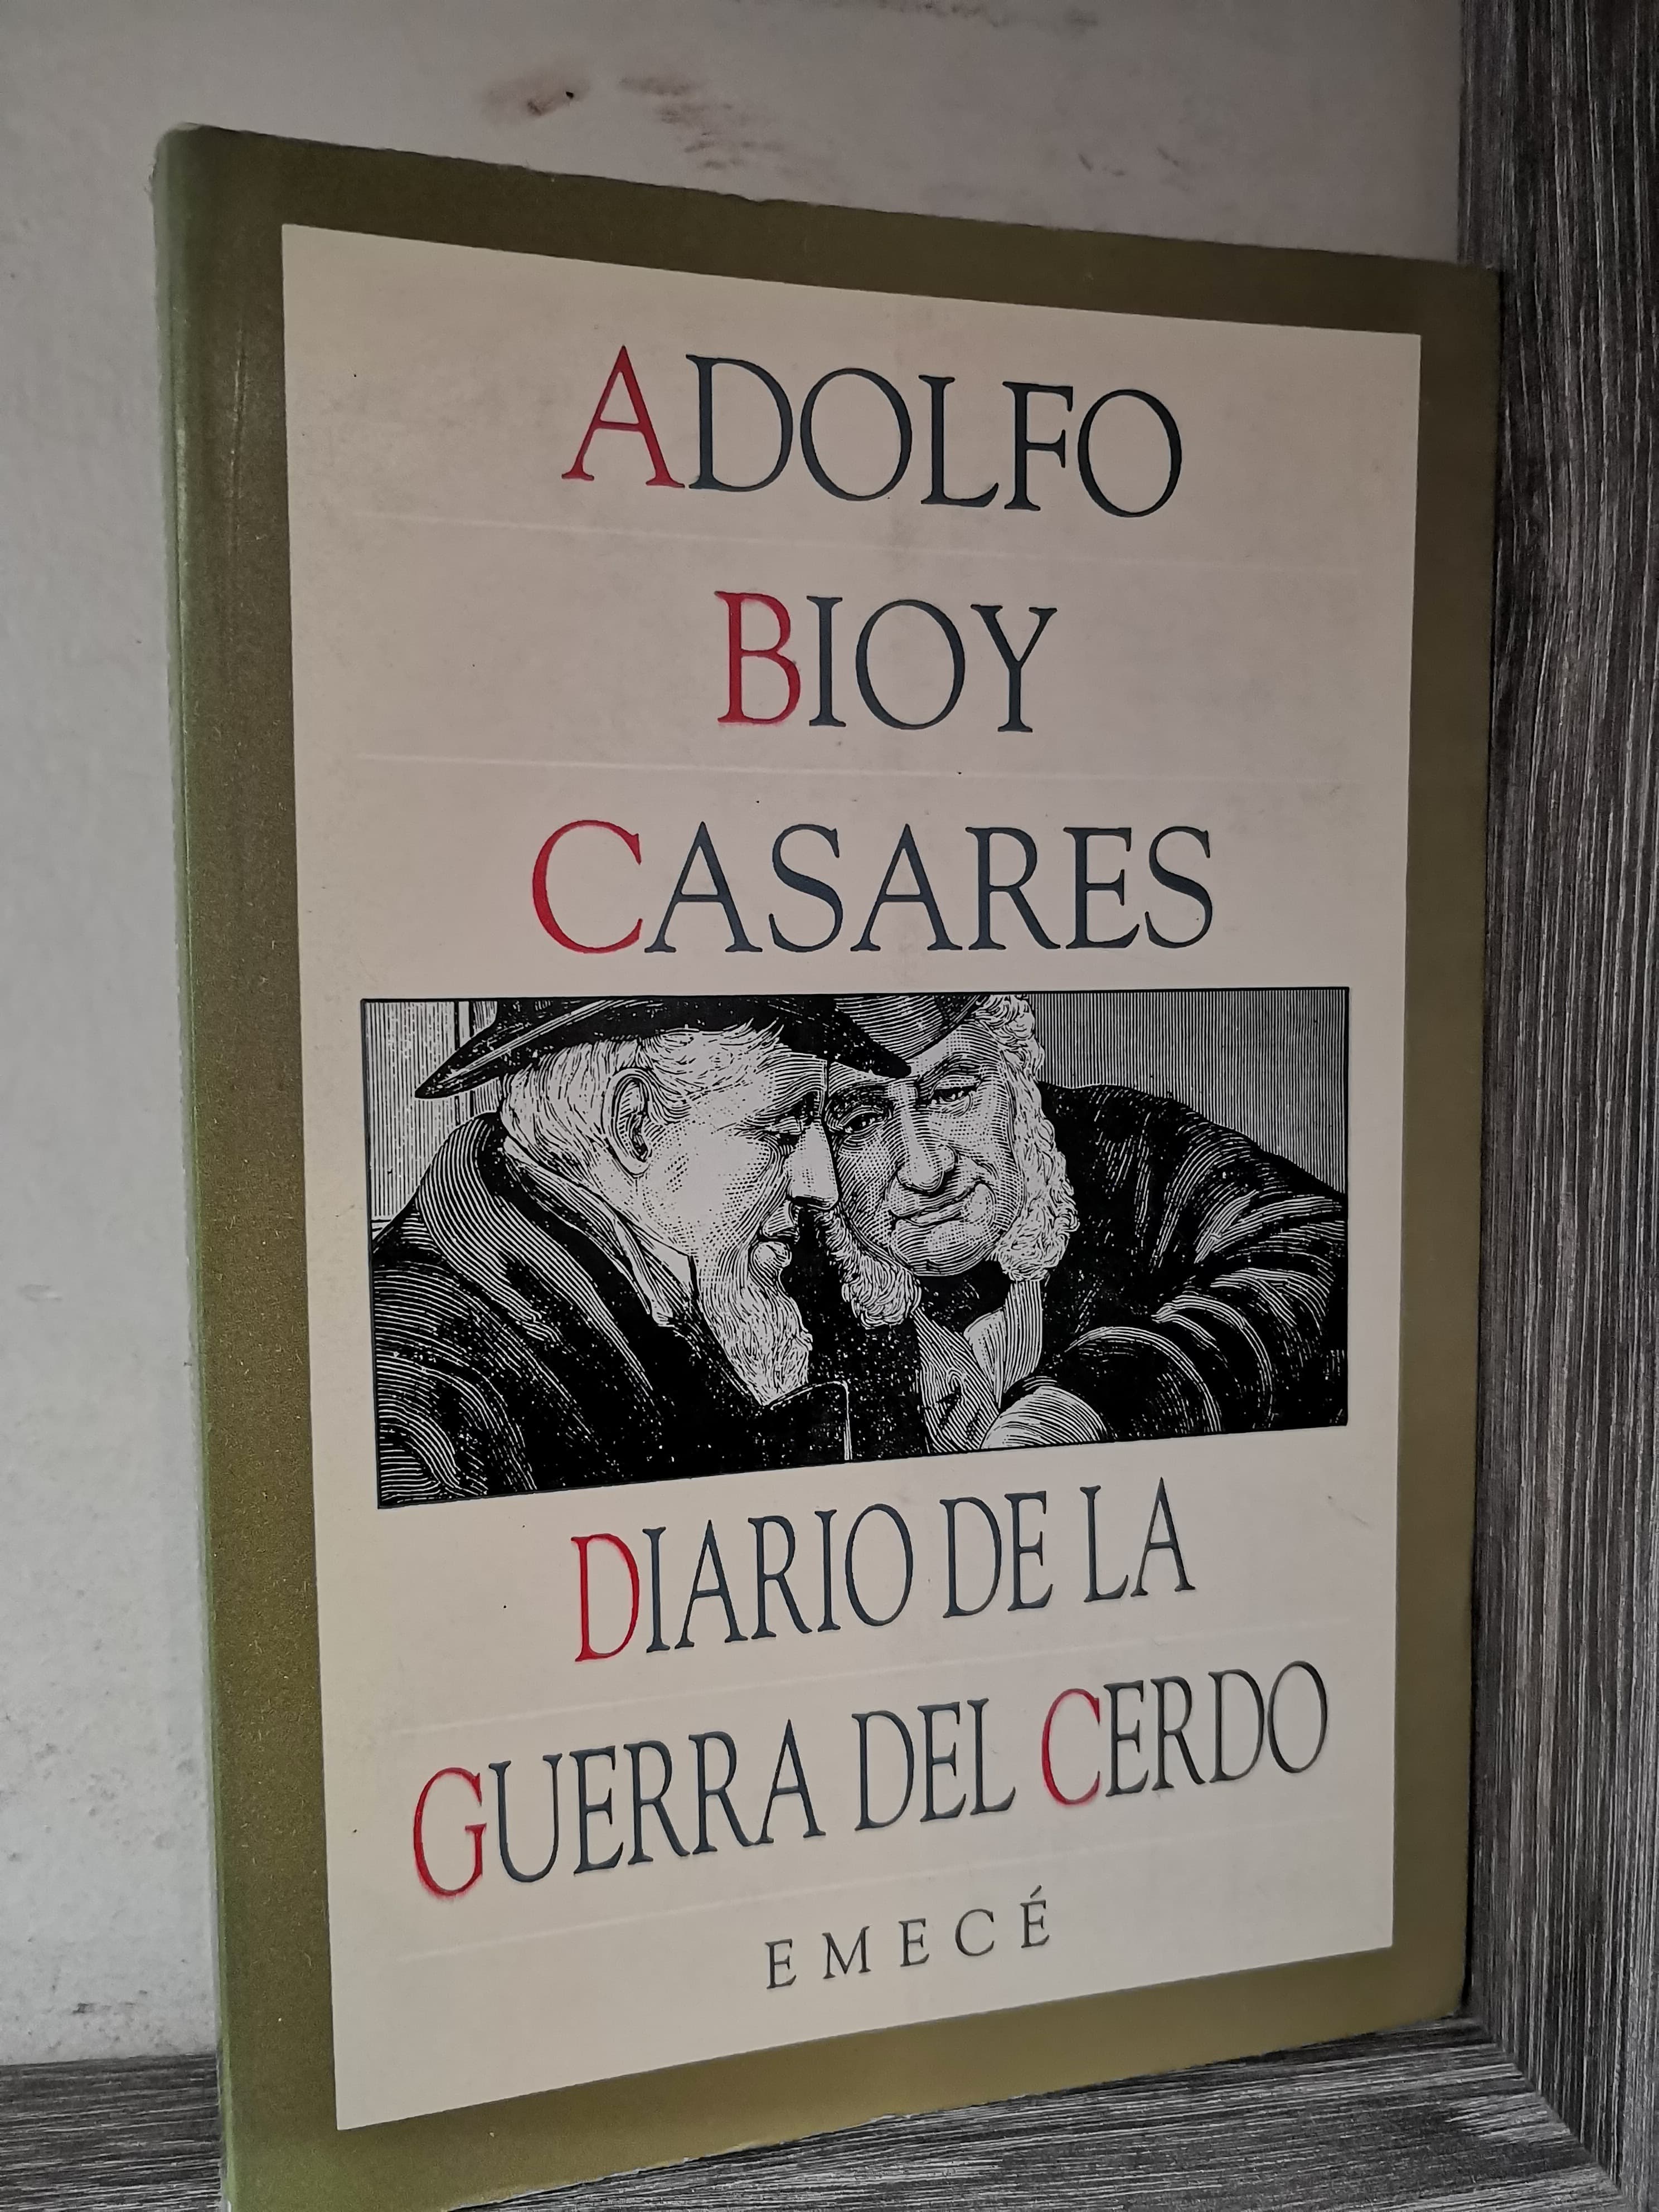 ADOLFO
BIOY
CASARES
DIARIO DE LA
GUERRA DEL CERDO
EMECÉ